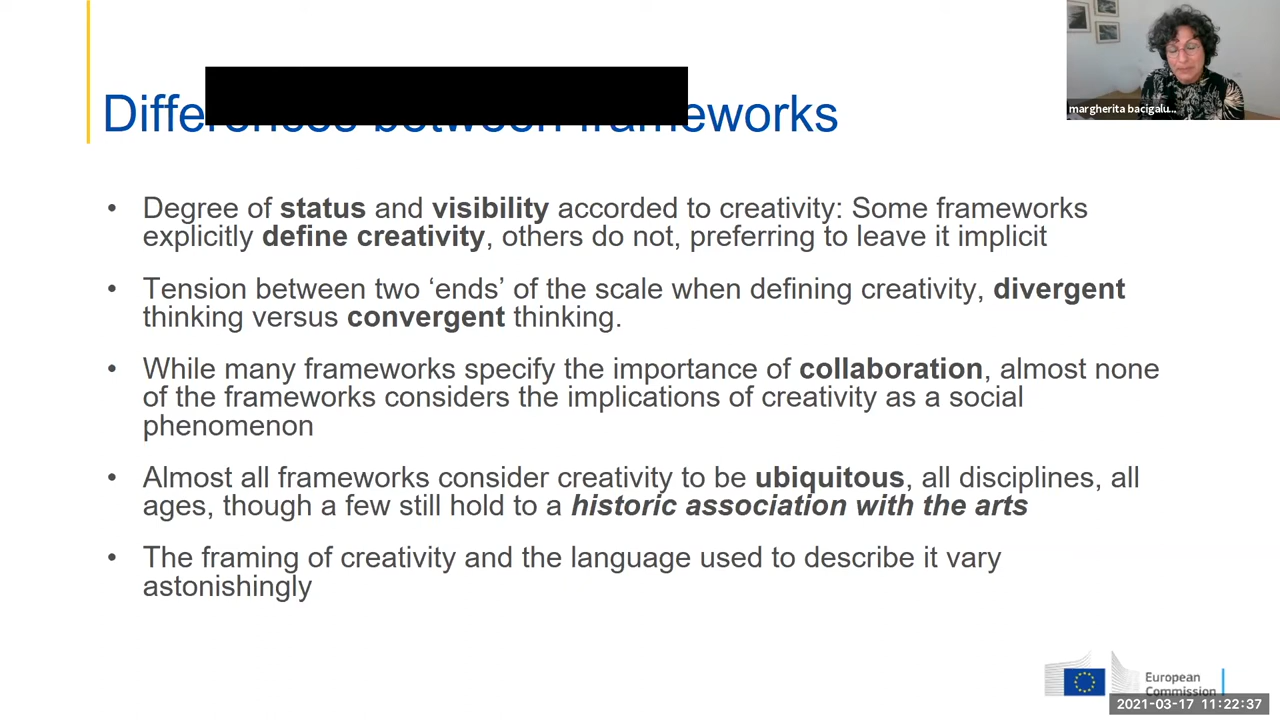 Differences between frameworks
margherita bacigalu...
• Degree of status and visibility accorded to creativity: Some frameworks
explicitly define creativity, others do not, preferring to leave it implicit
• Tension between two ‘ends’ of the scale when defining creativity, divergent
thinking versus convergent thinking.
• While many frameworks specify the importance of collaboration, almost none
of the frameworks considers the implications of creativity as a social
phenomenon
• Almost all frameworks consider creativity to be ubiquitous, all disciplines, all
ages, though a few still hold to a historic association with the arts
• The framing of creativity and the language used to describe it vary
astonishingly
European
Commission
2021-03-17 11:22:37